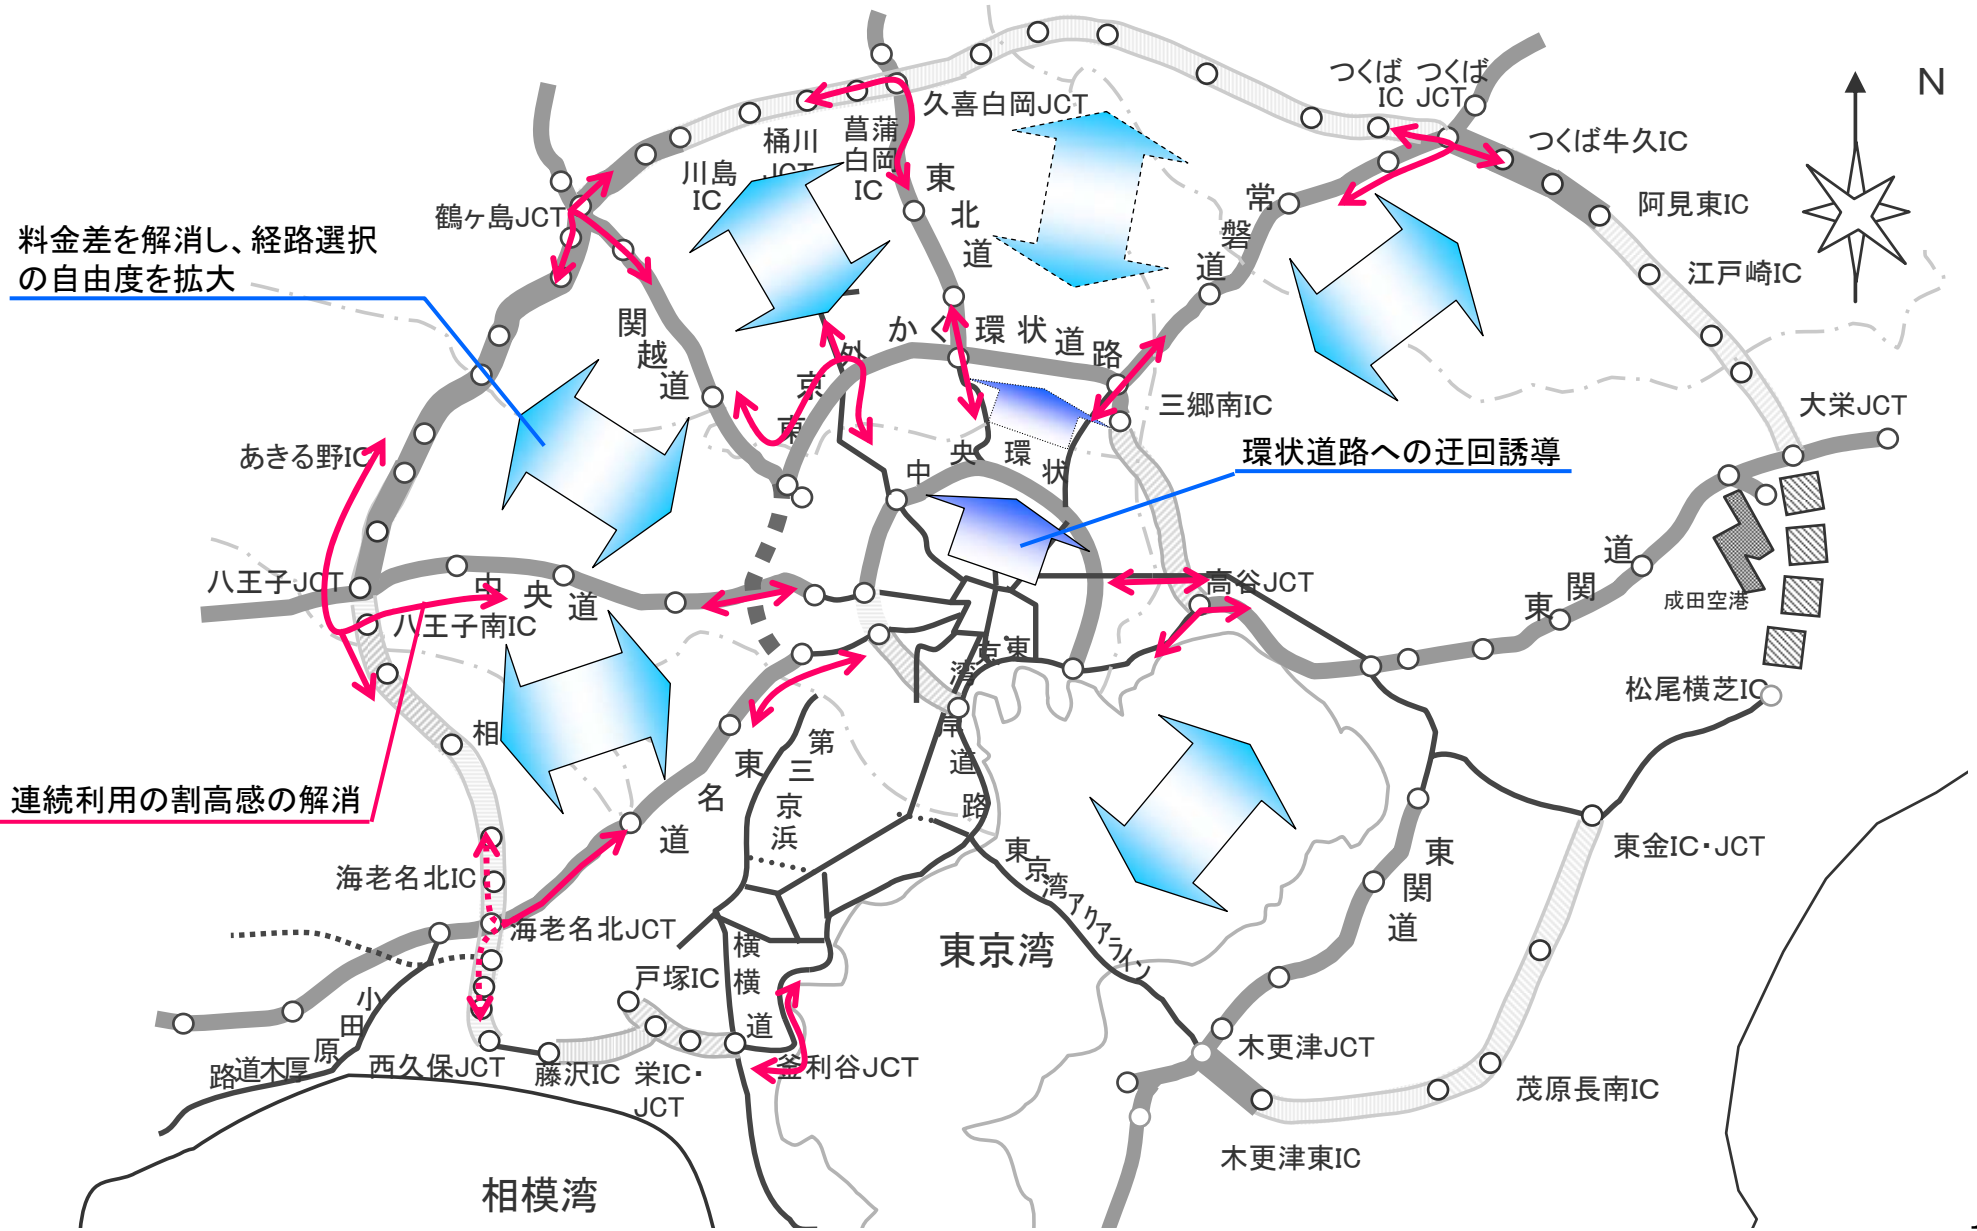 つくば
IC
つくば
JCT
N
久喜白岡JCT
つくば牛久IC
菖蒲
白岡
IC
桶川
JCT
川島
IC
東北道
常磐道
阿見東IC
鶴ヶ島JCT
料金差を解消し、経路選択
の自由度を拡大
江戸崎IC
関越道
東京外かく環状道路
三郷南IC
大栄JCT
あきる野IC
環状道路への迂回誘導
中央環状
八王子JCT
中央道
高谷JCT
東関道
成田空港
八王子南IC
東京湾岸道路
松尾横芝IC
相
第三京浜
東名道
連続利用の割高感の解消
海老名北IC
東京湾アクアライン
東関道
東金IC・JCT
海老名北JCT
東京湾
戸塚IC
横横道
小田原厚木道路
西久保JCT
藤沢IC
栄IC・
JCT
釜利谷JCT
木更津JCT
茂原長南IC
木更津東IC
相模湾